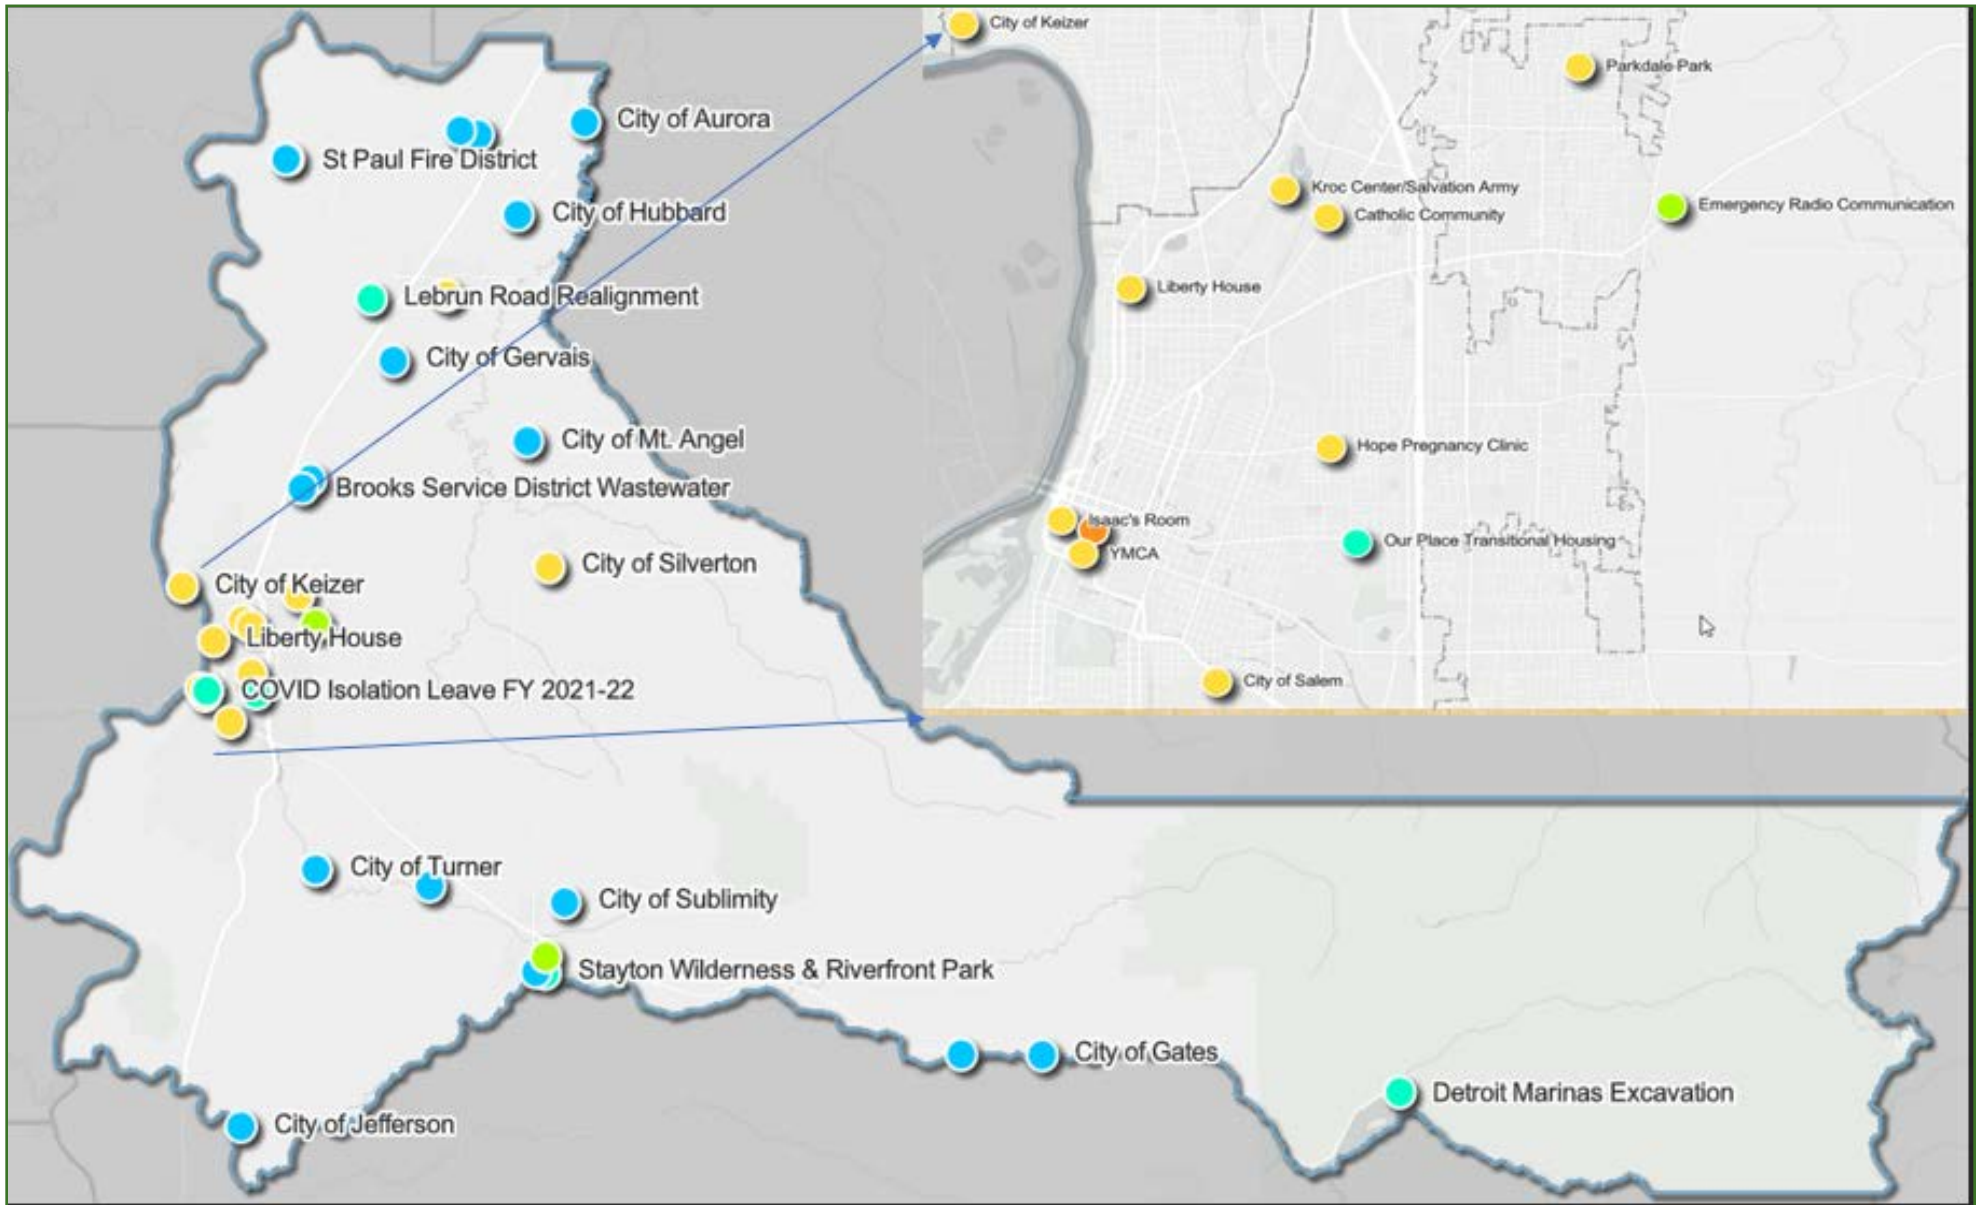 City of Keizer
Parkdale Park
City of Aurora
St Paul Fire District
Kroc Center/Salvation Army
Catholic Community
Emergency Radio Communication
City of Hubbard
Liberty House
Lebrun Road Realignment
City of Gervais
City of Mt. Angel
Hope Pregnancy Clinic
Brooks Service District Wastewater
Isaac's Room
YMCA
Our Place Transitional Housing
City of Silverton
City of Keizer
Liberty House
City of Salem
COVID Isolation Leave FY 2021-22
City of Turner
City of Sublimity
Stayton Wilderness & Riverfront Park
City of Gates
Detroit Marinas Excavation
City of Jefferson